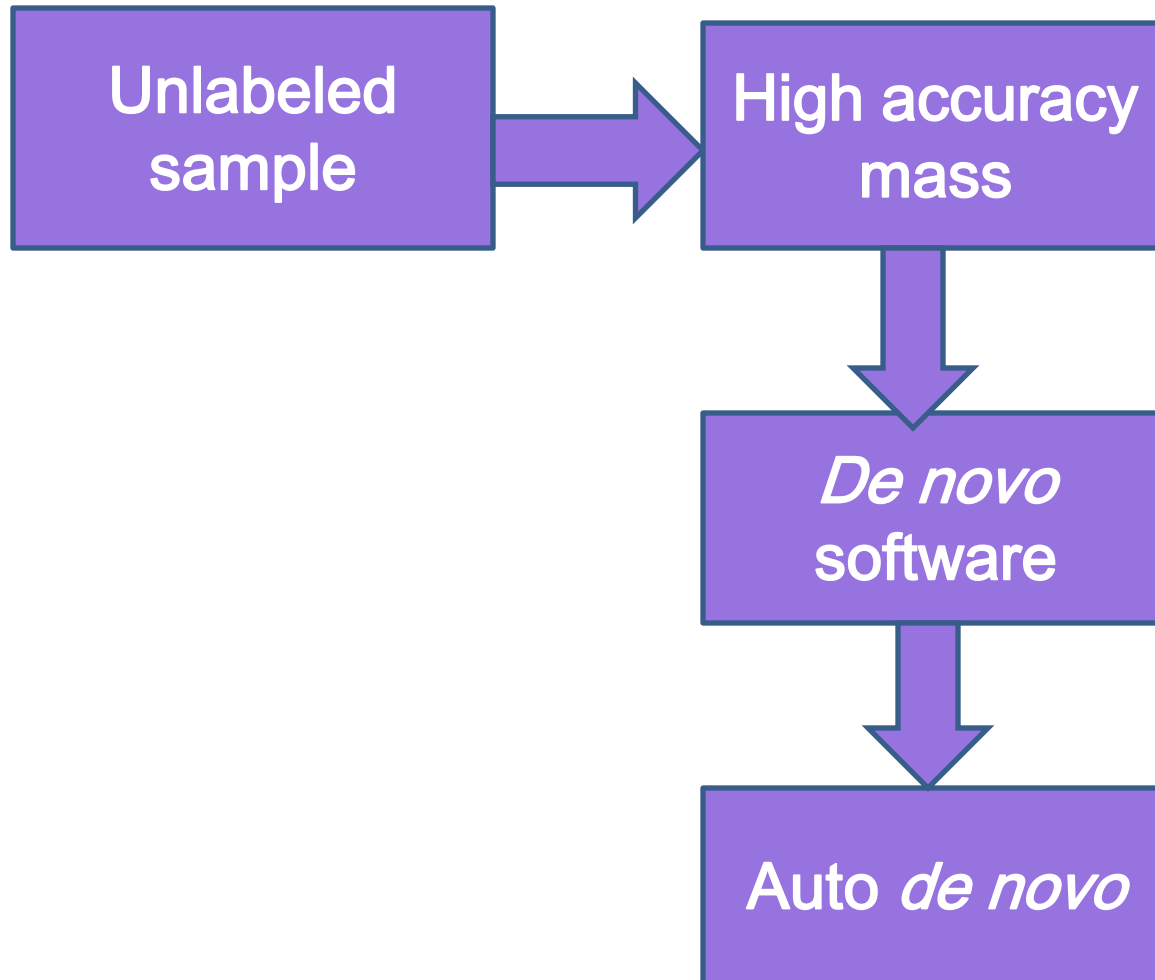 Unlabeled
sample
High accuracy
mass
De novo
software
Auto de novo